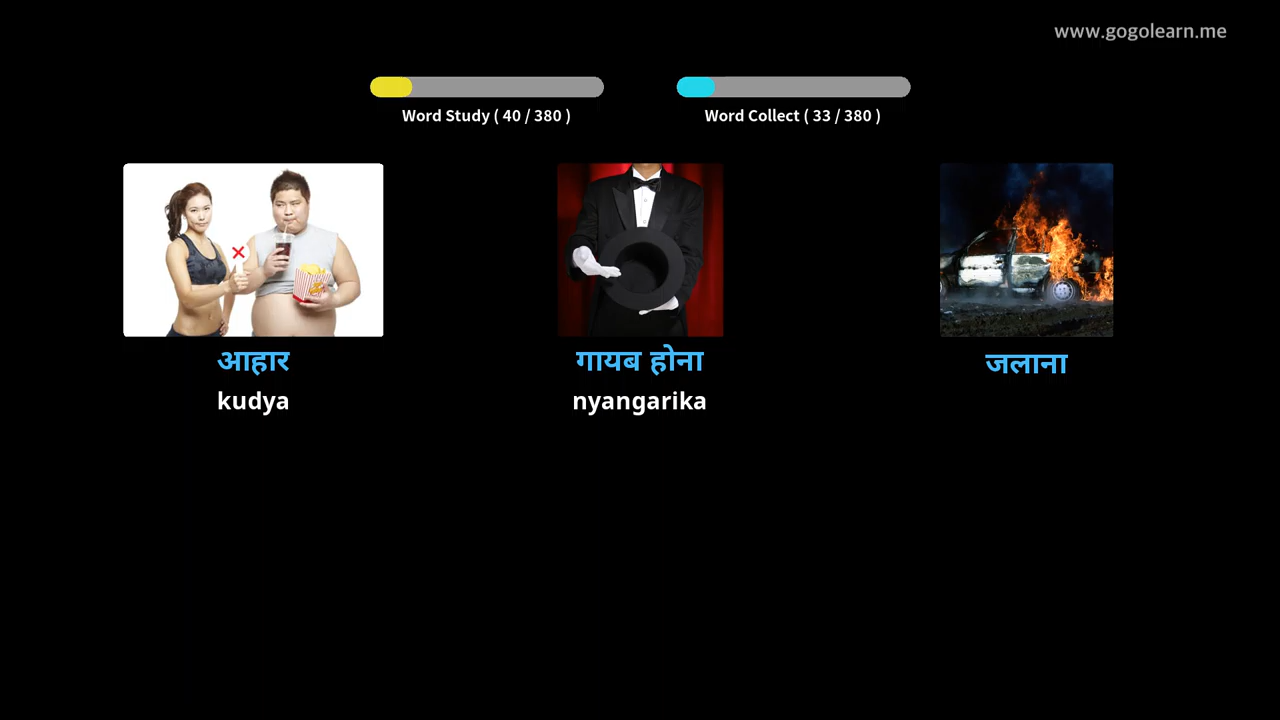 www.gogolearn.me
Word Study ( 40 / 380 )
Word Collect ( 33 / 380 )
आहार
गायब होना
जलाना
kudya
nyangarika